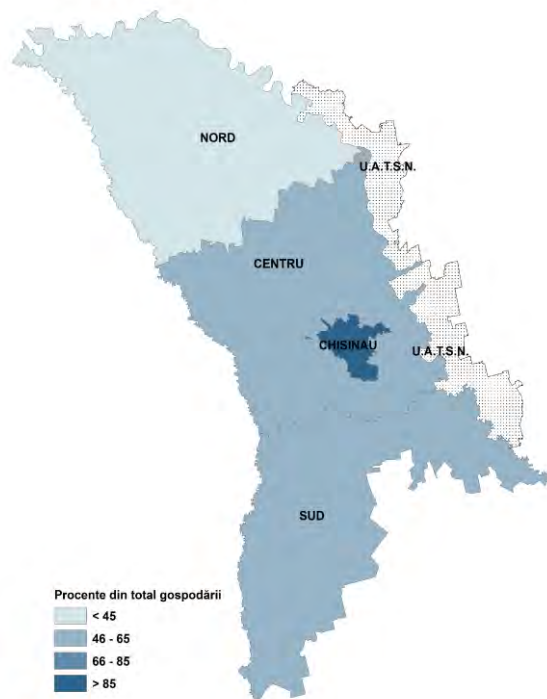 NORD
U.A.T.S.N.
CENTRU
CHISINAU
U.A.T.S.N.
SUD
Procente din total gospodării
< 45
46 - 65
66 - 85
> 85